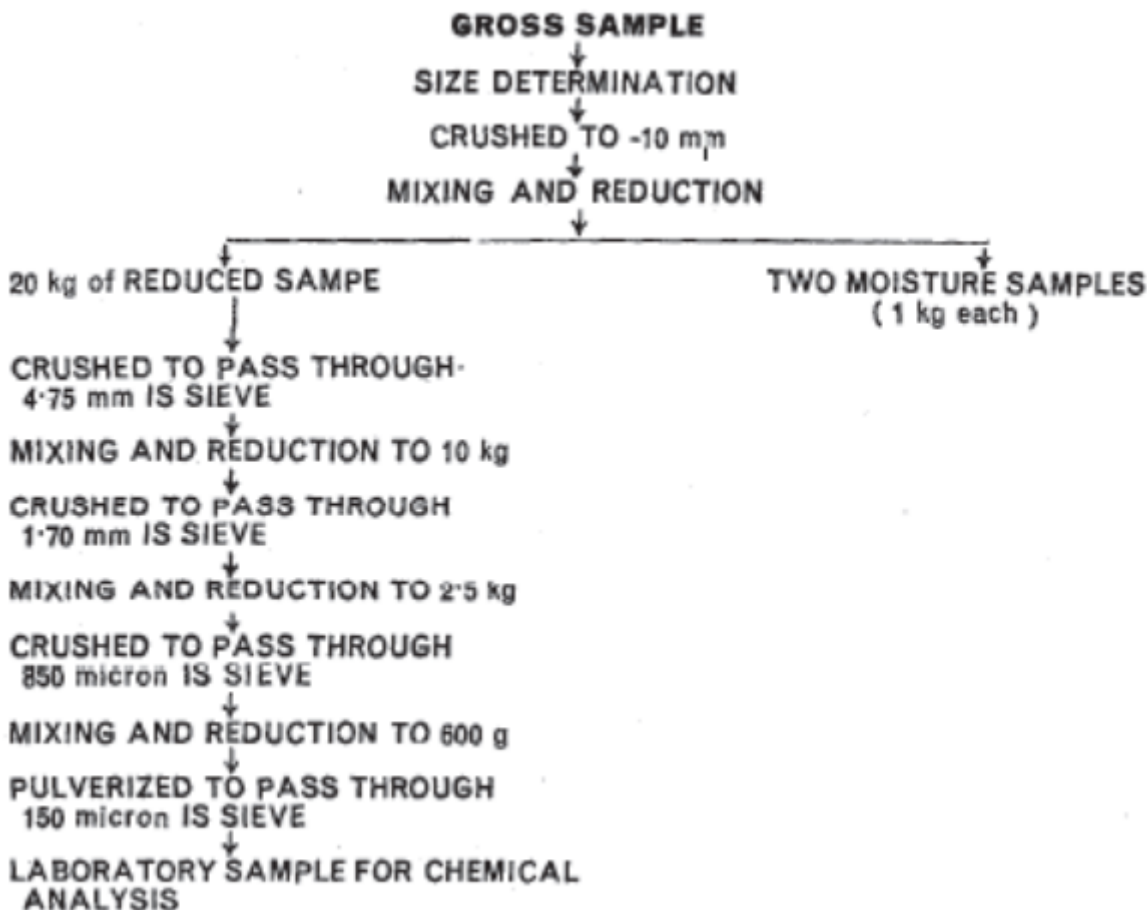 GROSS SAMPLE
SIZE DETERMINATION
CRUSHED TO -10 mm
MIXING AND REDUCTION
20 kg of REDUCED SAMPE
TWO MOISTURE SAMPLES
( 1 kg each )
CRUSHED TO PASS THROUGH
4·75 mm IS SIEVE
MIXING AND REDUCTION TO 10 kg
CRUSHED TO PASS THROUGH
1·70 mm IS SIEVE
MIXING AND REDUCTION TO 2·5 kg
CRUSHED TO PASS THROUGH
850 micron IS SIEVE
MIXING AND REDUCTION TO 600 g
PULVERIZED TO PASS THROUGH
150 micron IS SIEVE
LABORATORY SAMPLE FOR CHEMICAL
ANALYSIS